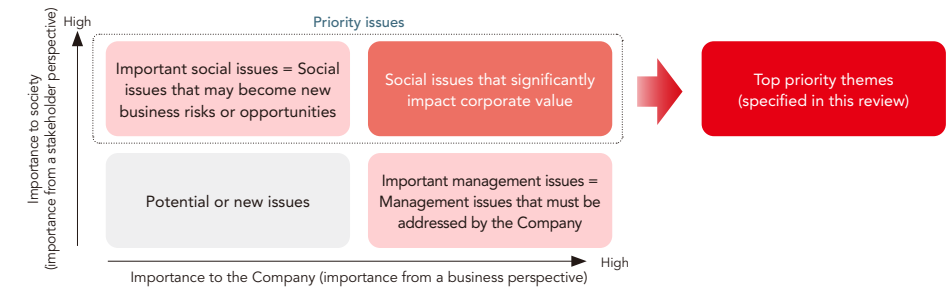 Priority issues
High
Important social issues = Social
issues that may become new
business risks or opportunities
Social issues that significantly
impact corporate value
Top priority themes
(specified in this review)
Importance to society
(importance from a stakeholder perspective)
Potential or new issues
Important management issues =
Management issues that must be
addressed by the Company
High
Importance to the Company (importance from a business perspective)